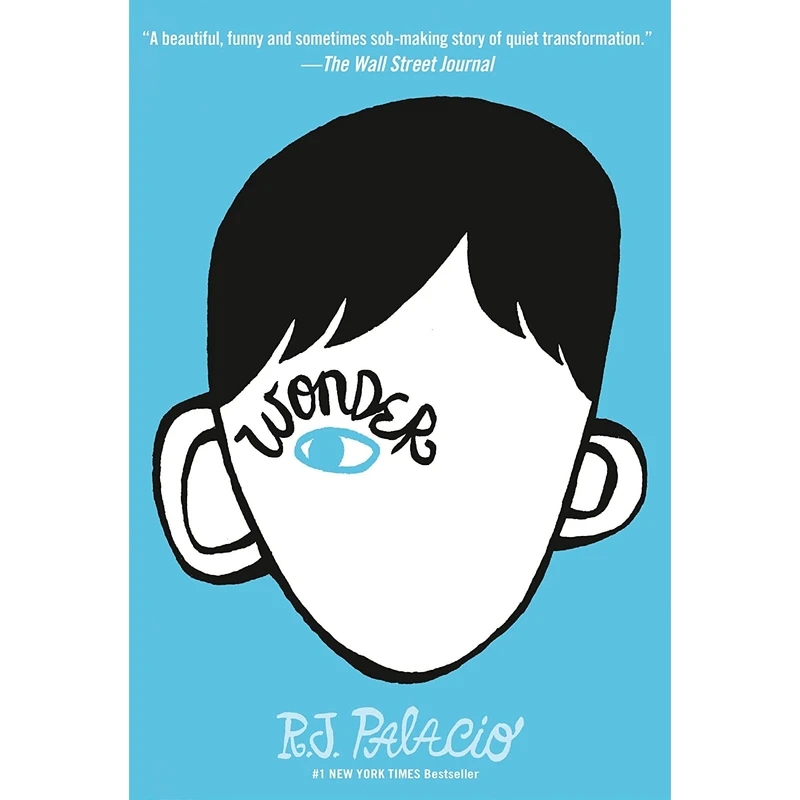 “A beautiful, funny and sometimes sob-making story of quiet transformation.”
—The Wall Street Journal
WONDER
R.J. PALACIO
#1 NEW YORK TIMES Bestseller